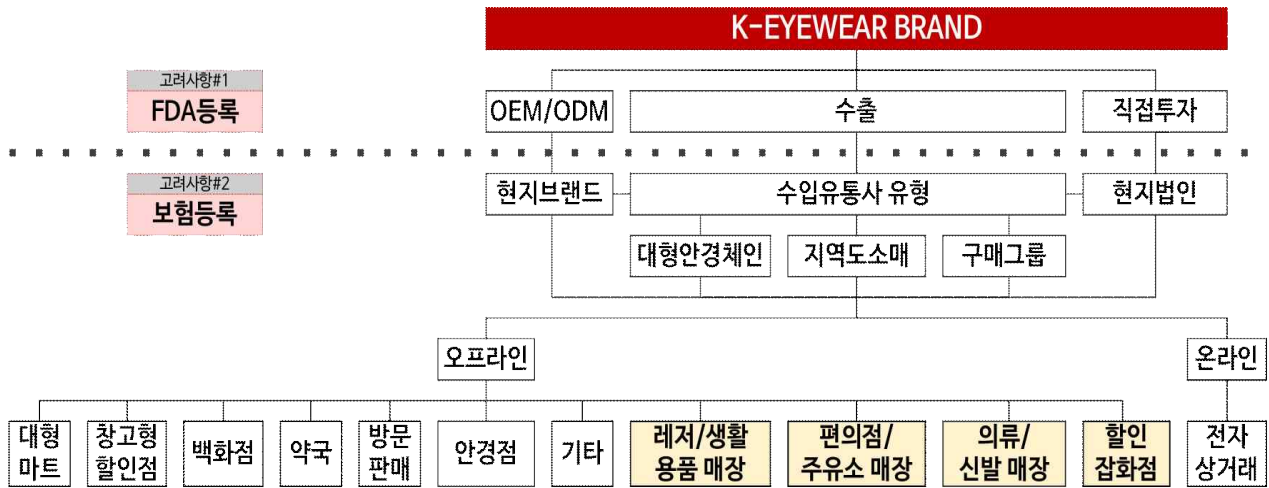 K-EYEWEAR BRAND
고려사항#1
FDA등록
OEM/ODM
수출
직접투자
고려사항#2
보험등록
현지브랜드
수입유통사 유형
현지법인
대형안경체인
지역도소매
구매그룹
오프라인
온라인
대형
마트
창고형
할인점
백화점
약국
방문
판매
안경점
기타
레저/생활
용품 매장
편의점/
주유소 매장
의류/
신발 매장
할인
잡화점
전자
상거래